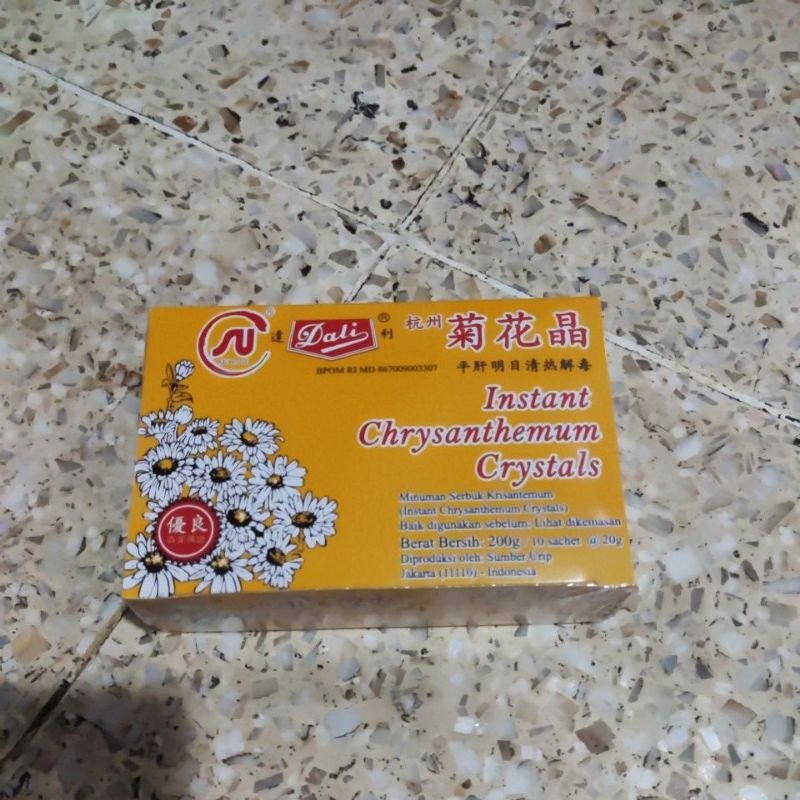 達 Dali® 利
杭州 菊花晶
BPOM RI MD 867009003307
平肝明目清热解毒
Instant
Chrysanthemum
Crystals
Minuman Serbuk Krisantemum
(Instant Chrysanthemum Crystals)
Baik digunakan sebelum: Lihat dikemasan
Berat Bersih: 200g / 10 sachet @ 20g
Diproduksi oleh: Sumber Urip
Jakarta (11110) - Indonesia
優良